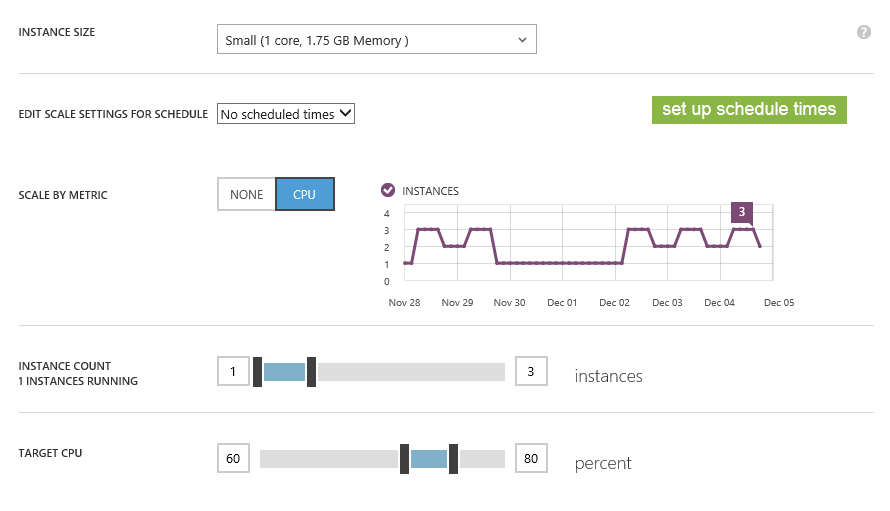 INSTANCE SIZE
Small (1 core, 1.75 GB Memory )
?
EDIT SCALE SETTINGS FOR SCHEDULE
No scheduled times
set up schedule times
SCALE BY METRIC
NONE
CPU
INSTANCES
3
4
3
2
1
0
Nov 28 Nov 29 Nov 30 Dec 01 Dec 02 Dec 03 Dec 04 Dec 05
INSTANCE COUNT
1 INSTANCES RUNNING
1
3
instances
TARGET CPU
60
80
percent